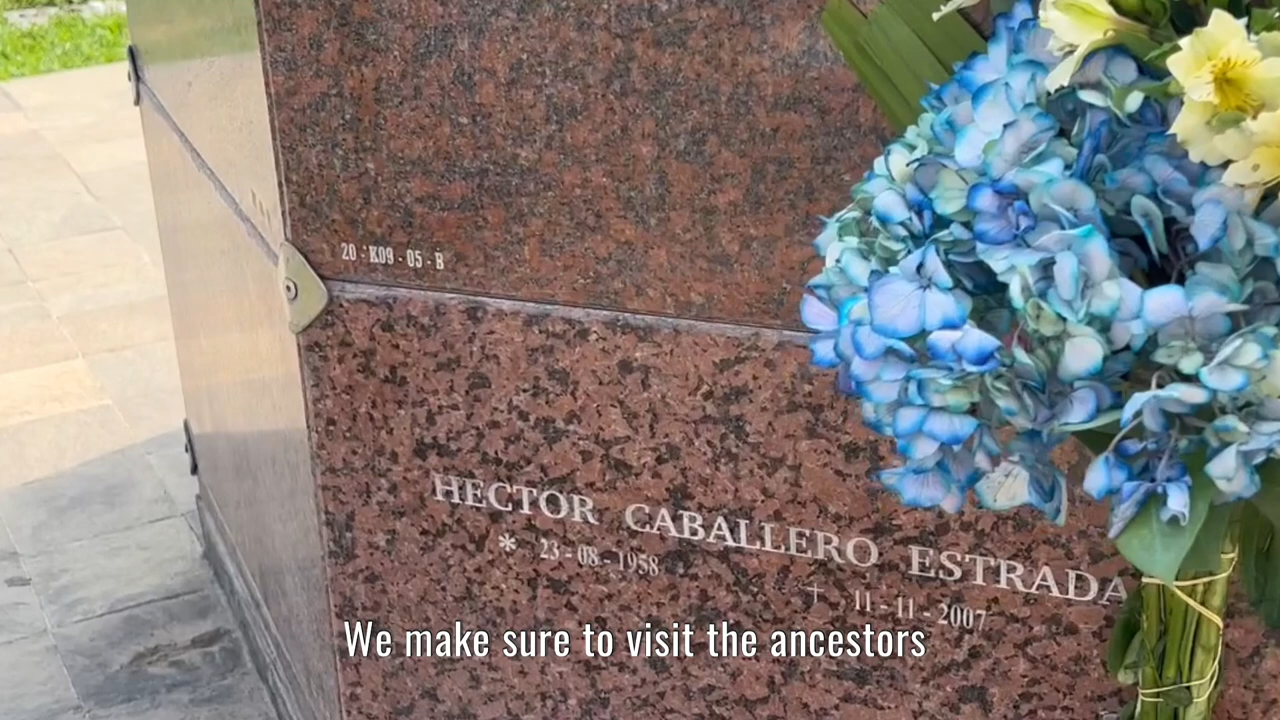 20 - K09 - 05 - B
HECTOR CABALLERO ESTRADA
* 23 - 08 - 1958
+ 11 - 11 - 2007
We make sure to visit the ancestors